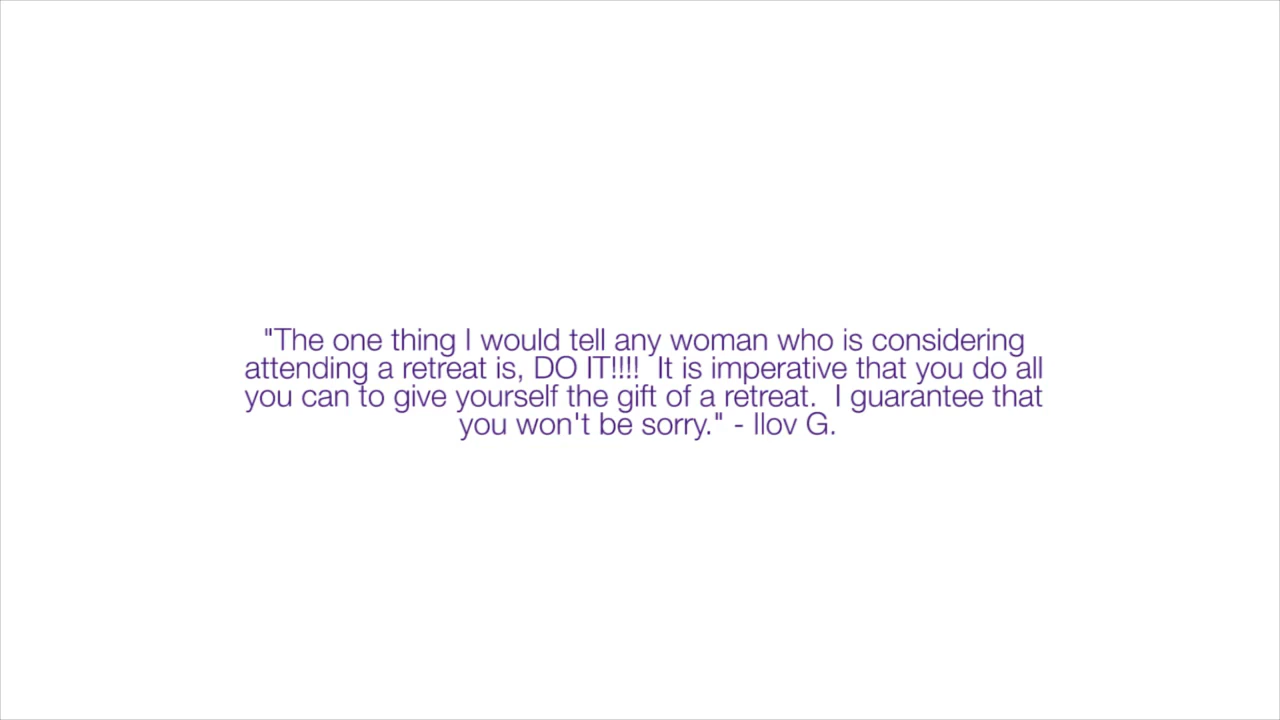 "The one thing I would tell any woman who is considering
attending a retreat is, DO IT!!!!  It is imperative that you do all
you can to give yourself the gift of a retreat.  I guarantee that
you won't be sorry." - Ilov G.